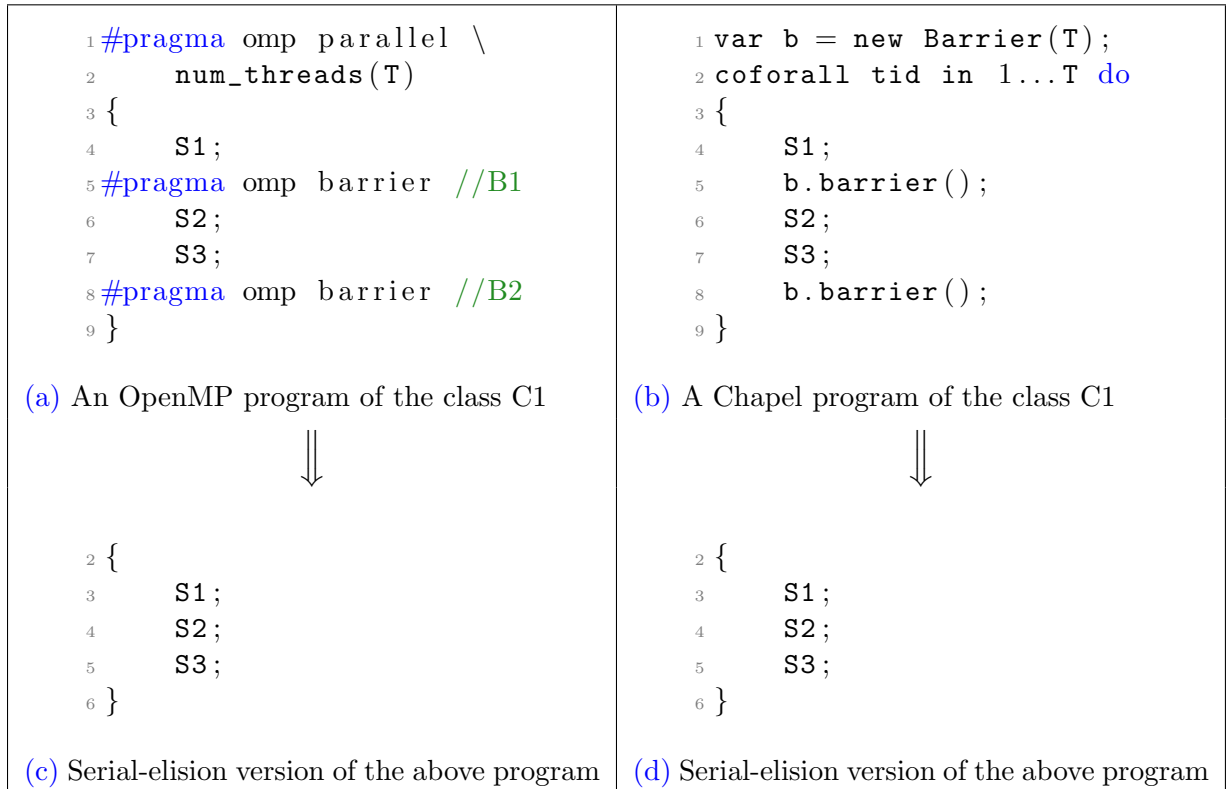 1 #pragma omp parallel \
2 num_threads(T)
3 {
4 S1;
5 #pragma omp barrier //B1
6 S2;
7 S3;
8 #pragma omp barrier //B2
9 }
(a) An OpenMP program of the class C1
⇓
2 {
3 S1;
4 S2;
5 S3;
6 }
(c) Serial-elision version of the above program
1 var b = new Barrier(T);
2 coforall tid in 1...T do
3 {
4 S1;
5 b.barrier();
6 S2;
7 S3;
8 b.barrier();
9 }
(b) A Chapel program of the class C1
⇓
2 {
3 S1;
4 S2;
5 S3;
6 }
(d) Serial-elision version of the above program